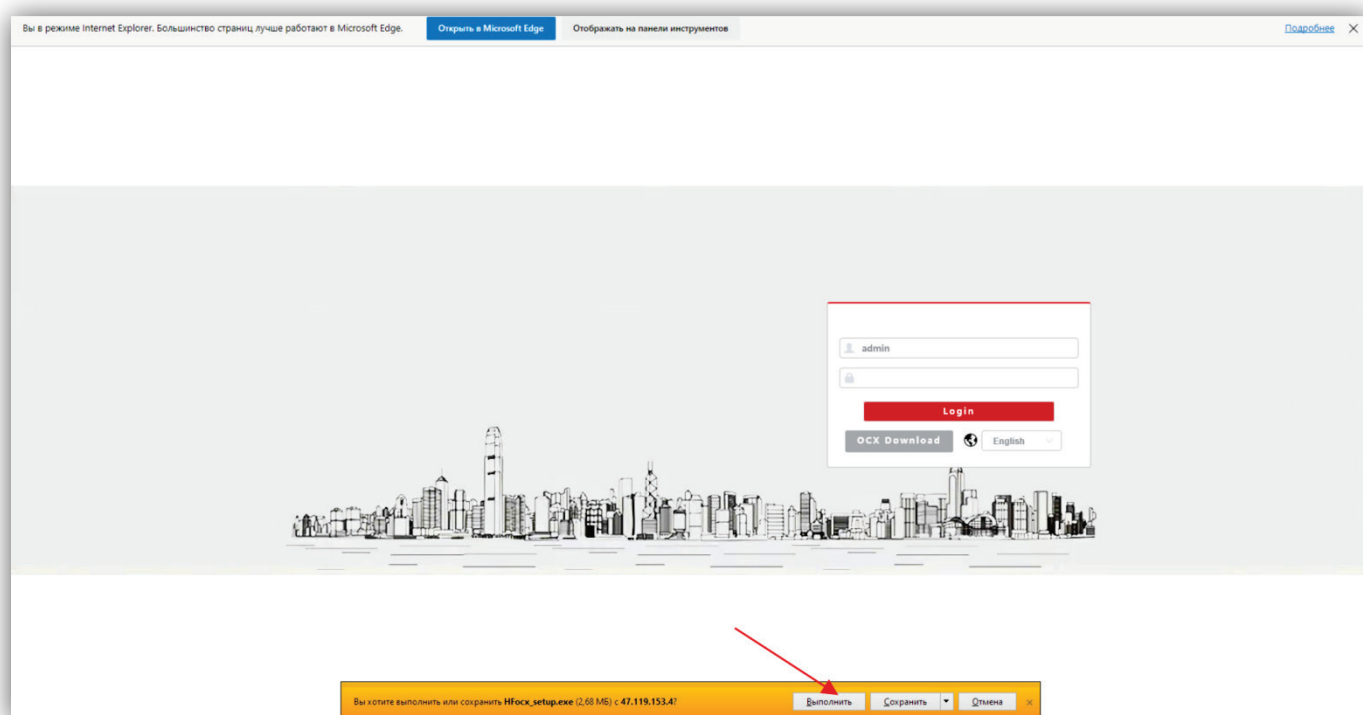 Вы в режиме Internet Explorer. Большинство страниц лучше работают в Microsoft Edge. Открыть в Microsoft Edge Отображать на панели инструментов Подробнее
admin
Login
OCX Download English
Вы хотите выполнить или сохранить HFocx_setup.exe (2,68 МБ) с 47.119.153.4? Выполнить Сохранить Отмена